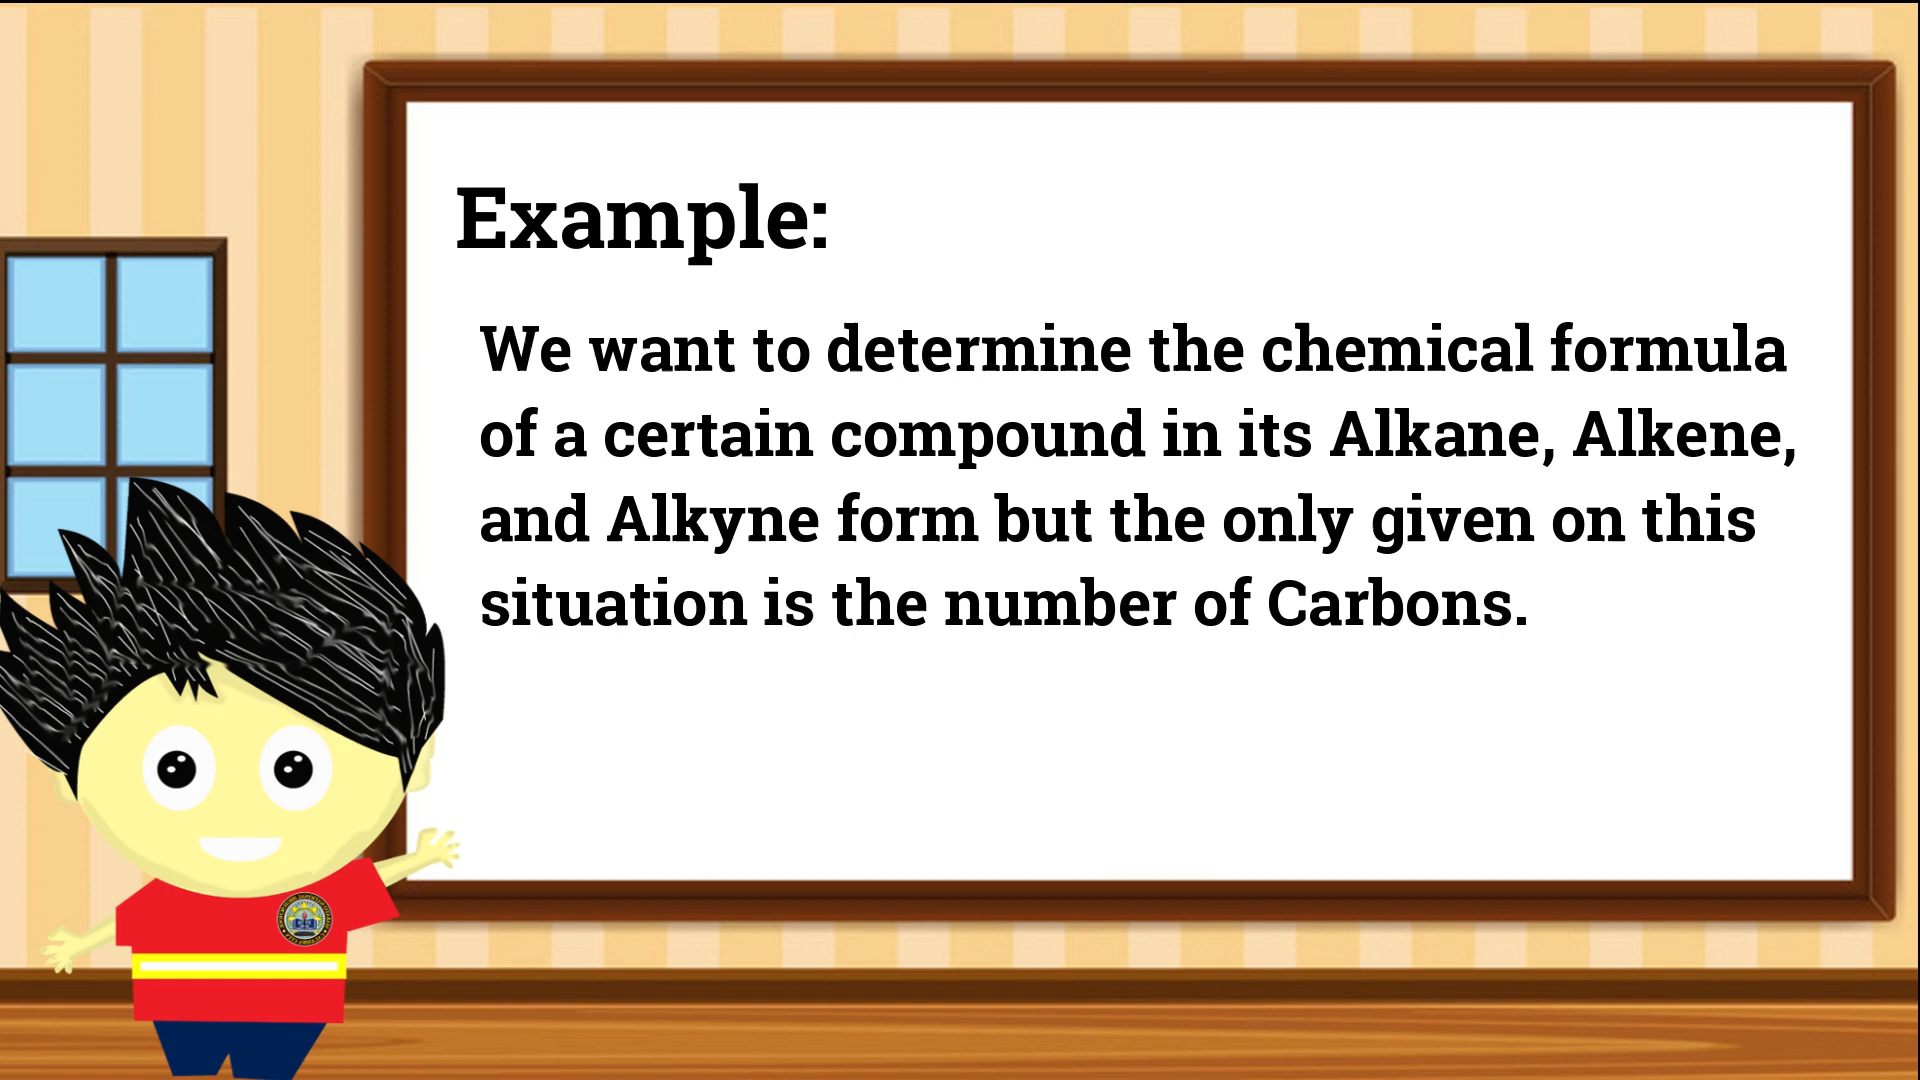 Example:
We want to determine the chemical formula
of a certain compound in its Alkane, Alkene,
and Alkyne form but the only given on this
situation is the number of Carbons.